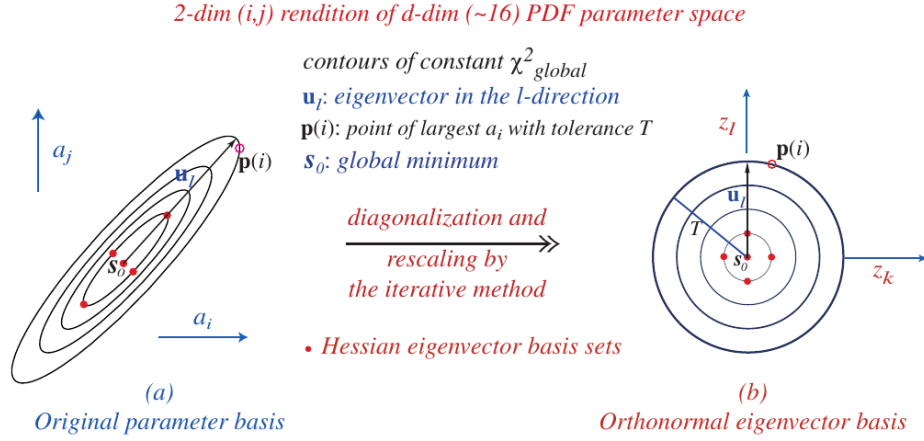 2-dim (i,j) rendition of d-dim (~16) PDF parameter space
contours of constant χ²global
u_l: eigenvector in the l-direction
p(i): point of largest a_i with tolerance T
s_0: global minimum
a_j
p(i)
u_l
s_0
a_i
diagonalization and
rescaling by
the iterative method
• Hessian eigenvector basis sets
z_l
p(i)
u_l
T
s_0
z_k
(a)
Original parameter basis
(b)
Orthonormal eigenvector basis